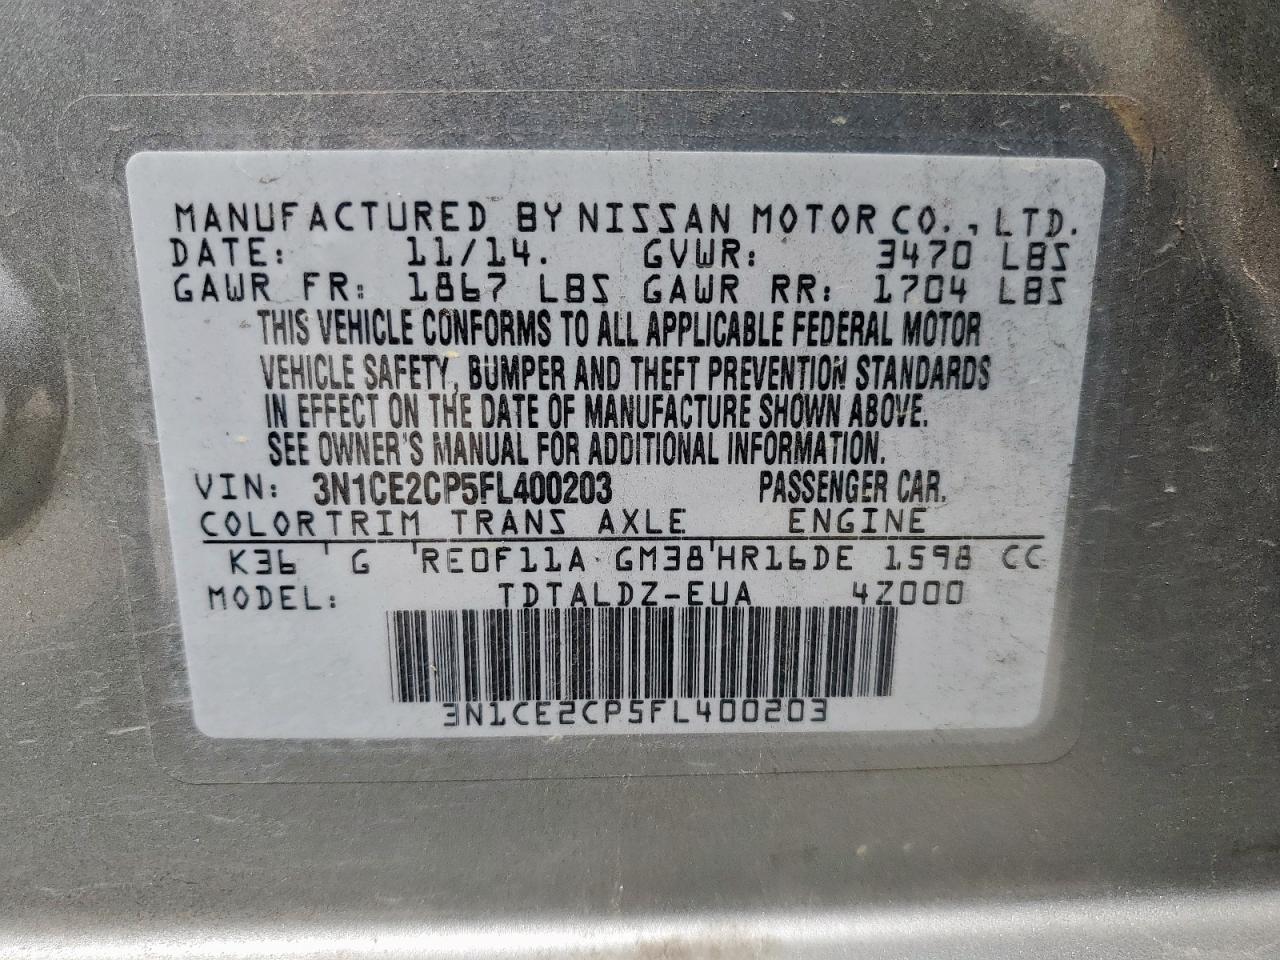 MANUFACTURED BY NISSAN MOTOR CO., LTD.
DATE: 11/14. GVWR: 3470 LBS
GAWR FR: 1867 LBS GAWR RR: 1704 LBS
THIS VEHICLE CONFORMS TO ALL APPLICABLE FEDERAL MOTOR
VEHICLE SAFETY, BUMPER AND THEFT PREVENTION STANDARDS
IN EFFECT ON THE DATE OF MANUFACTURE SHOWN ABOVE.
SEE OWNER'S MANUAL FOR ADDITIONAL INFORMATION.
VIN: 3N1CE2CP5FL400203 PASSENGER CAR.
COLOR TRIM TRANS AXLE ENGINE
K36 ' G 'RE0F11A GM38'HR16DE 1598 CC
MODEL: TDTALDZ-EUA 4Z000
3N1CE2CP5FL400203